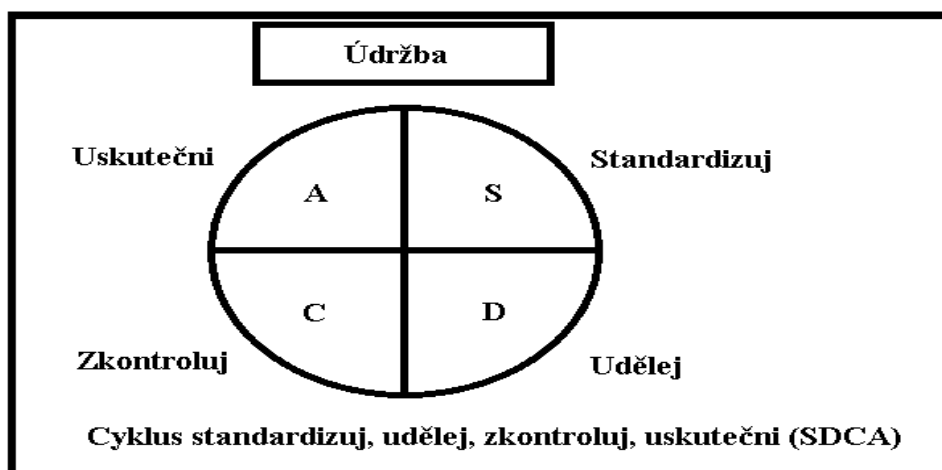 Údržba
Uskutečni
Standardizuj
A
S
C
D
Zkontroluj
Udělej
Cyklus standardizuj, udělej, zkontroluj, uskutečni (SDCA)